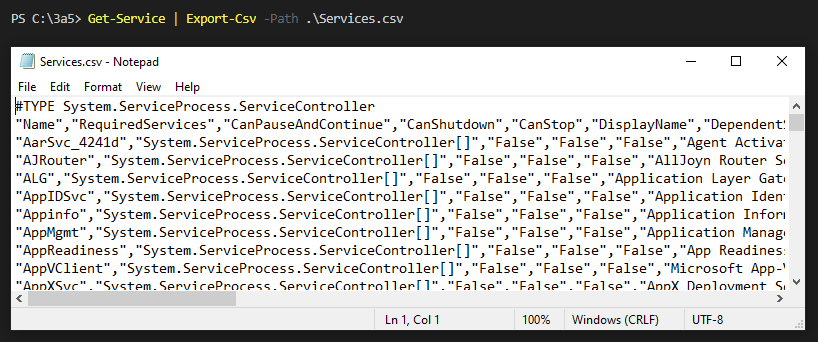 PS C:\3a5> Get-Service | Export-Csv -Path .\Services.csv
Services.csv - Notepad
File Edit Format View Help
#TYPE System.ServiceProcess.ServiceController
"Name","RequiredServices","CanPauseAndContinue","CanShutdown","CanStop","DisplayName","Dependent
"AarSvc_4241d","System.ServiceProcess.ServiceController[]","False","False","False","Agent Activa
"AJRouter","System.ServiceProcess.ServiceController[]","False","False","False","AllJoyn Router Se
"ALG","System.ServiceProcess.ServiceController[]","False","False","False","Application Layer Gat
"AppIDSvc","System.ServiceProcess.ServiceController[]","False","False","False","Application Iden
"Appinfo","System.ServiceProcess.ServiceController[]","False","False","False","Application Infor
"AppMgmt","System.ServiceProcess.ServiceController[]","False","False","False","Application Manag
"AppReadiness","System.ServiceProcess.ServiceController[]","False","False","False","App Readines
"AppVClient","System.ServiceProcess.ServiceController[]","False","False","False","Microsoft App-V
"AppXSvc","System.ServiceProcess.ServiceController[]","False","False","False","AppX Deployment Se
Ln 1, Col 1 100% Windows (CRLF) UTF-8